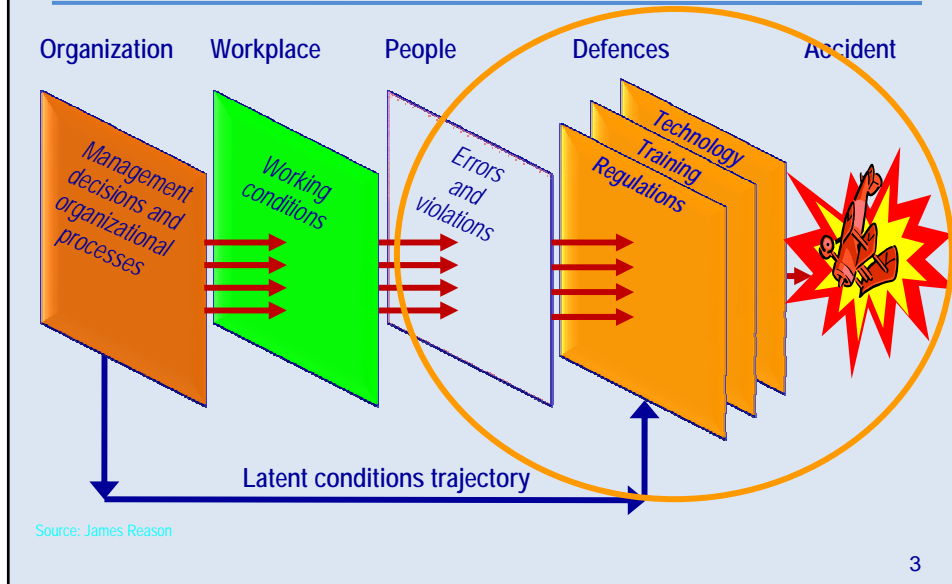 Organization Workplace People Defences Accident
Management
decisions and
organizational
processes
Working
conditions
Errors
and
violations
Technology
Training
Regulations
Latent conditions trajectory
Source: James Reason
3